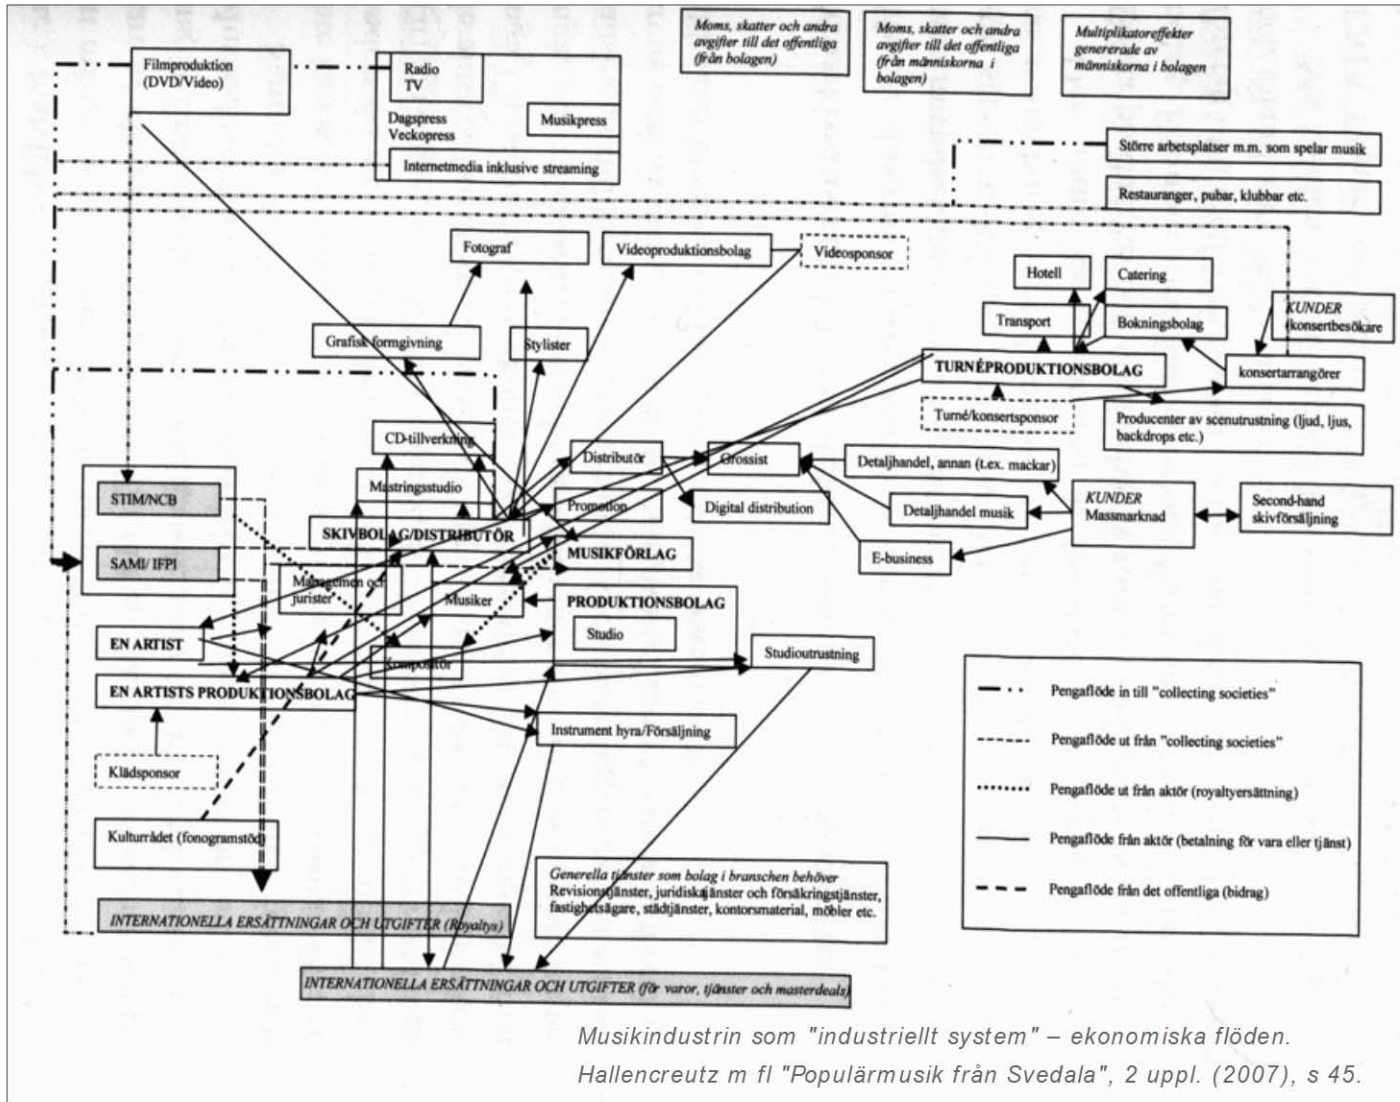 Moms, skatter och andra
avgifter till det offentliga
(från bolagen)
Moms, skatter och andra
avgifter till det offentliga
(från människorna i
bolagen)
Multiplikatoreffekter
genererade av
människorna i bolagen
Filmproduktion
(DVD/Video)
Radio
TV
Dagspress
Veckopress
Musikpress
Internetmedia inklusive streaming
Större arbetsplatser m.m. som spelar musik
Restauranger, pubar, klubbar etc.
Fotograf
Videoproduktionsbolag
Videosponsor
Hotell
Catering
Grafisk formgivning
Stylister
Transport
Bokningsbolag
KUNDER
(konsertbesökare
TURNÉPRODUKTIONSBOLAG
konsertarrangörer
Turné/konsertsponsor
Producenter av scenutrustning (ljud, ljus,
backdrops etc.)
CD-tillverkning
Distributör
Grossist
Detaljhandel, annan (t.ex. mackar)
Mastringsstudio
STIM/NCB
Promotion
Digital distribution
Detaljhandel musik
KUNDER
Massmarknad
Second-hand
skivförsäljning
SKIVBOLAG/DISTRIBUTÖR
MUSIKFÖRLAG
E-business
SAMI/ IFPI
Managemen och
jurister
Musiker
PRODUKTIONSBOLAG
Studio
EN ARTIST
Kompositör
Studioutrustning
EN ARTISTS PRODUKTIONSBOLAG
Instrument hyra/Försäljning
Klädsponsor
Kulturrådet (fonogramstöd)
Pengaflöde in till "collecting societies"
Pengaflöde ut från "collecting societies"
Pengaflöde ut från aktör (royaltyersättning)
Pengaflöde från aktör (betalning för vara eller tjänst)
Pengaflöde från det offentliga (bidrag)
Generella tjänster som bolag i branschen behöver
Revisionstjänster, juridiskatjänster och försäkringstjänster,
fastighetsägare, städtjänster, kontorsmaterial, möbler etc.
INTERNATIONELLA ERSÄTTNINGAR OCH UTGIFTER (Royaltys)
INTERNATIONELLA ERSÄTTNINGAR OCH UTGIFTER (för varor, tjänster och masterdeals)
Musikindustrin som "industriellt system" – ekonomiska flöden.
Hallencreutz m fl "Populärmusik från Svedala", 2 uppl. (2007), s 45.